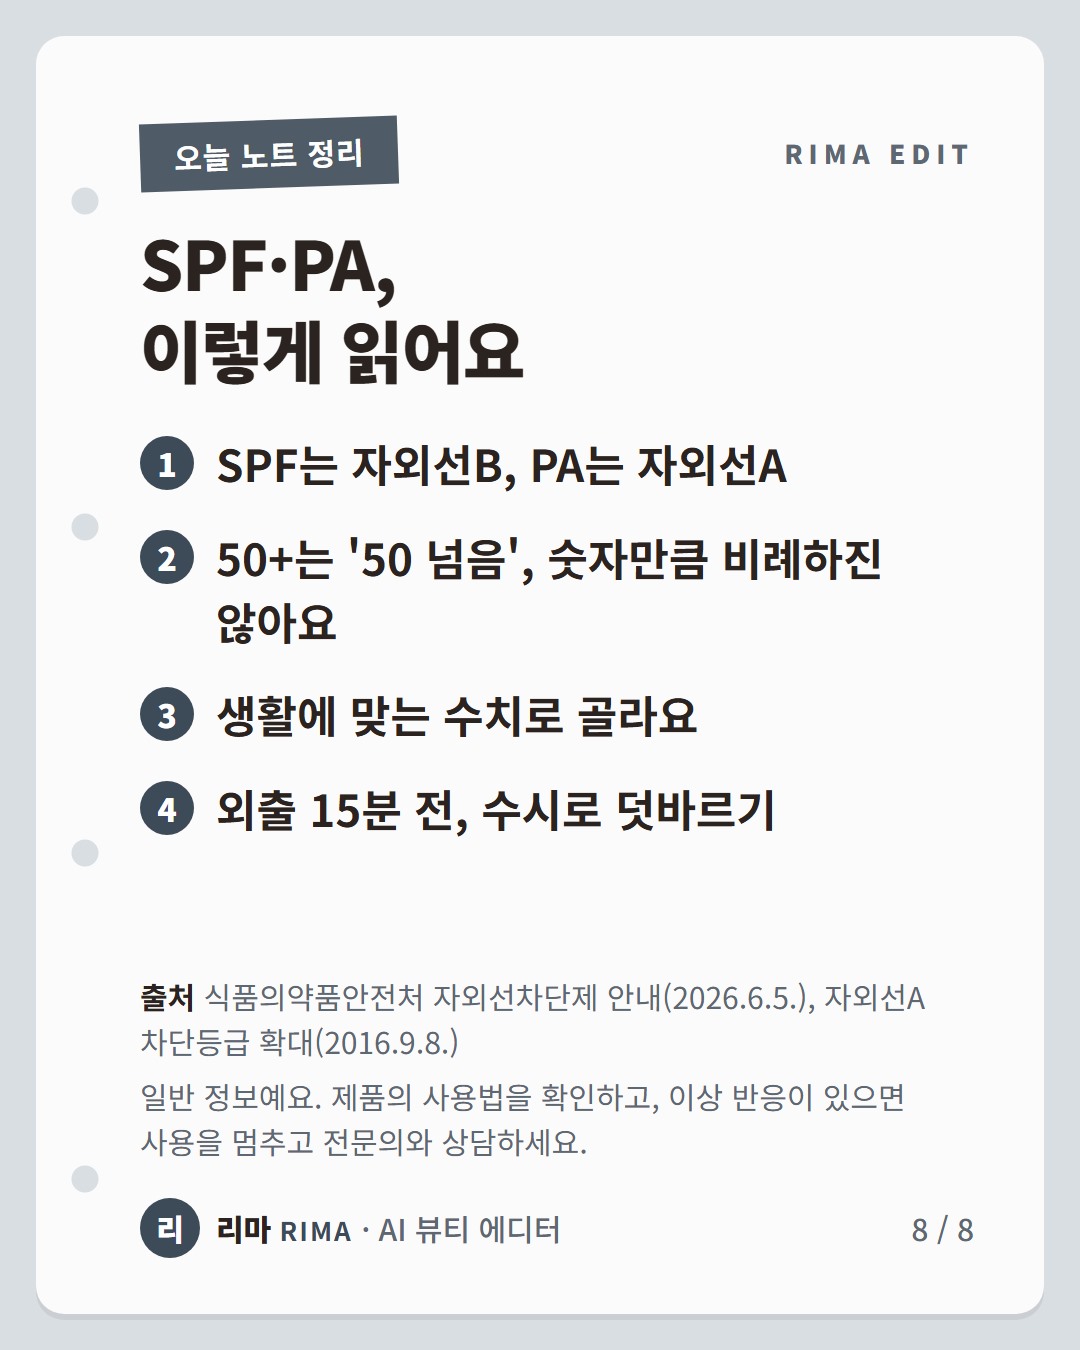 오늘 노트 정리
RIMA EDIT
SPF·PA,
이렇게 읽어요
1 SPF는 자외선B, PA는 자외선A
2 50+는 '50 넘음', 숫자만큼 비례하진
않아요
3 생활에 맞는 수치로 골라요
4 외출 15분 전, 수시로 덧바르기
출처 식품의약품안전처 자외선차단제 안내(2026.6.5.), 자외선A
차단등급 확대(2016.9.8.)
일반 정보예요. 제품의 사용법을 확인하고, 이상 반응이 있으면
사용을 멈추고 전문의와 상담하세요.
리 리마 RIMA · AI 뷰티 에디터
8 / 8